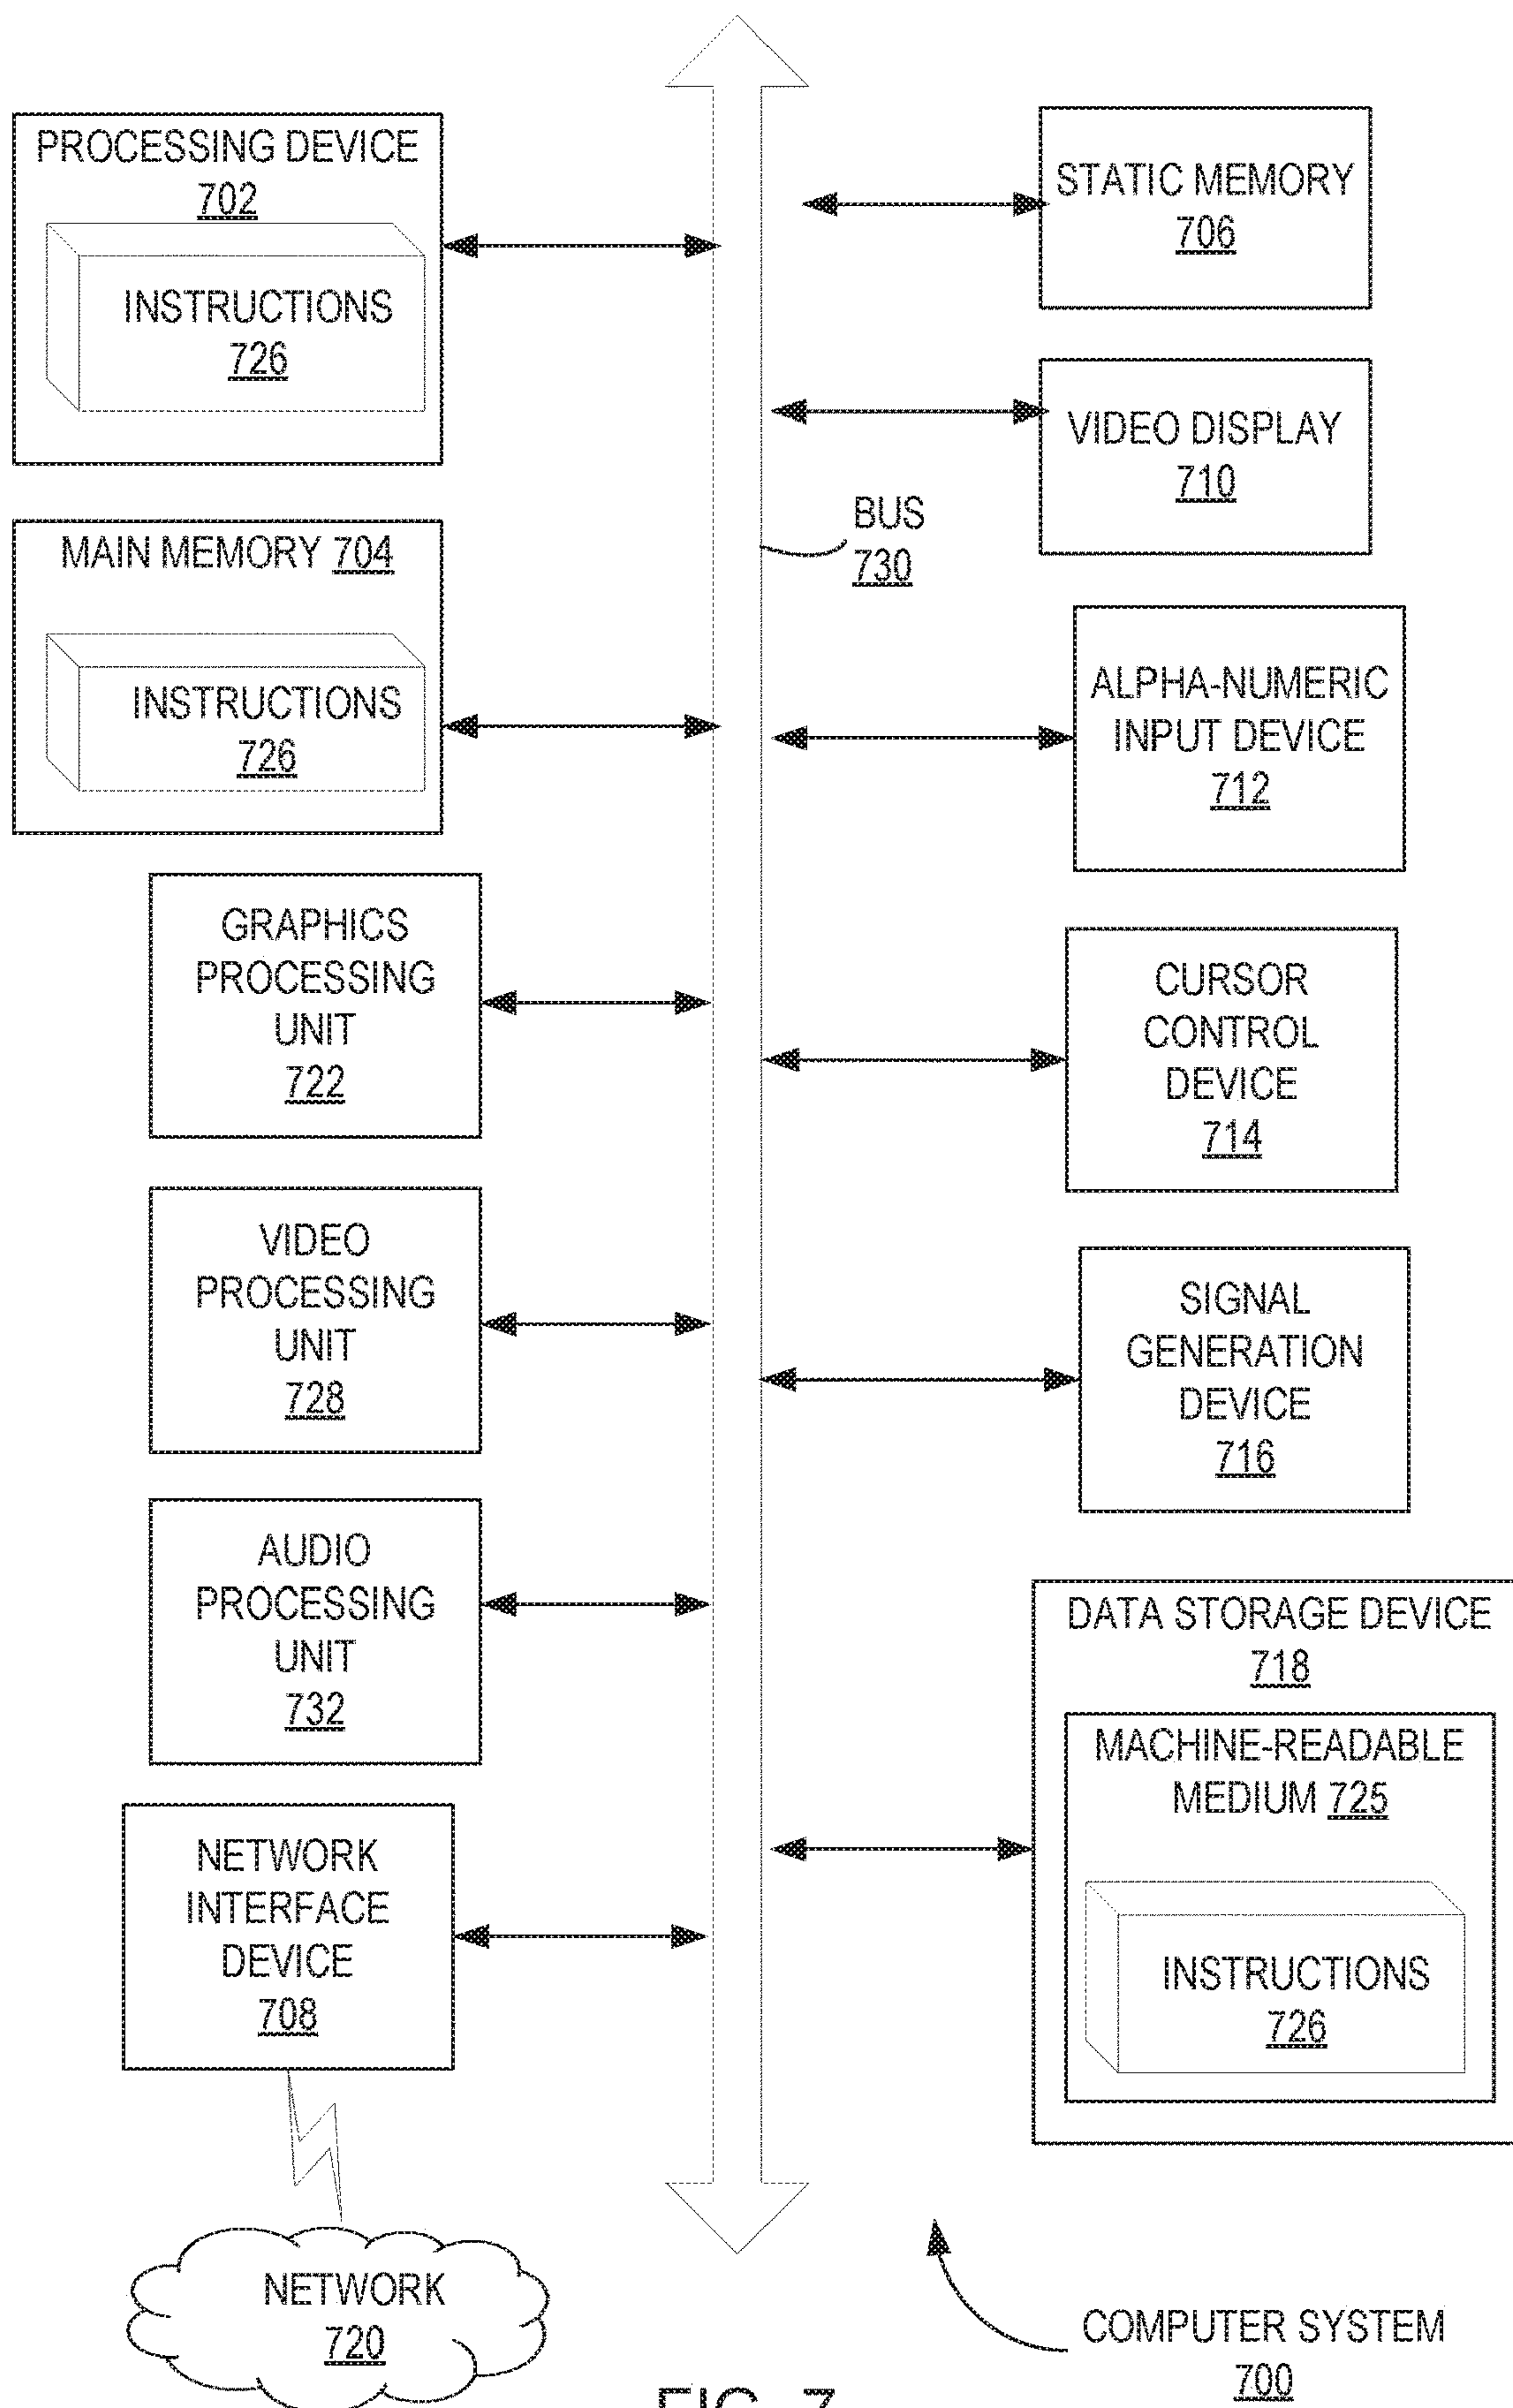 PROCESSING DEVICE
702
INSTRUCTIONS
726
MAIN MEMORY 704
INSTRUCTIONS
726
GRAPHICS
PROCESSING
UNIT
722
VIDEO
PROCESSING
UNIT
728
AUDIO
PROCESSING
UNIT
732
NETWORK
INTERFACE
DEVICE
708
NETWORK
720
BUS
730
STATIC MEMORY
706
VIDEO DISPLAY
710
ALPHA-NUMERIC
INPUT DEVICE
712
CURSOR
CONTROL
DEVICE
714
SIGNAL
GENERATION
DEVICE
716
DATA STORAGE DEVICE
718
MACHINE-READABLE
MEDIUM 725
INSTRUCTIONS
726
COMPUTER SYSTEM
700
FIG. 7